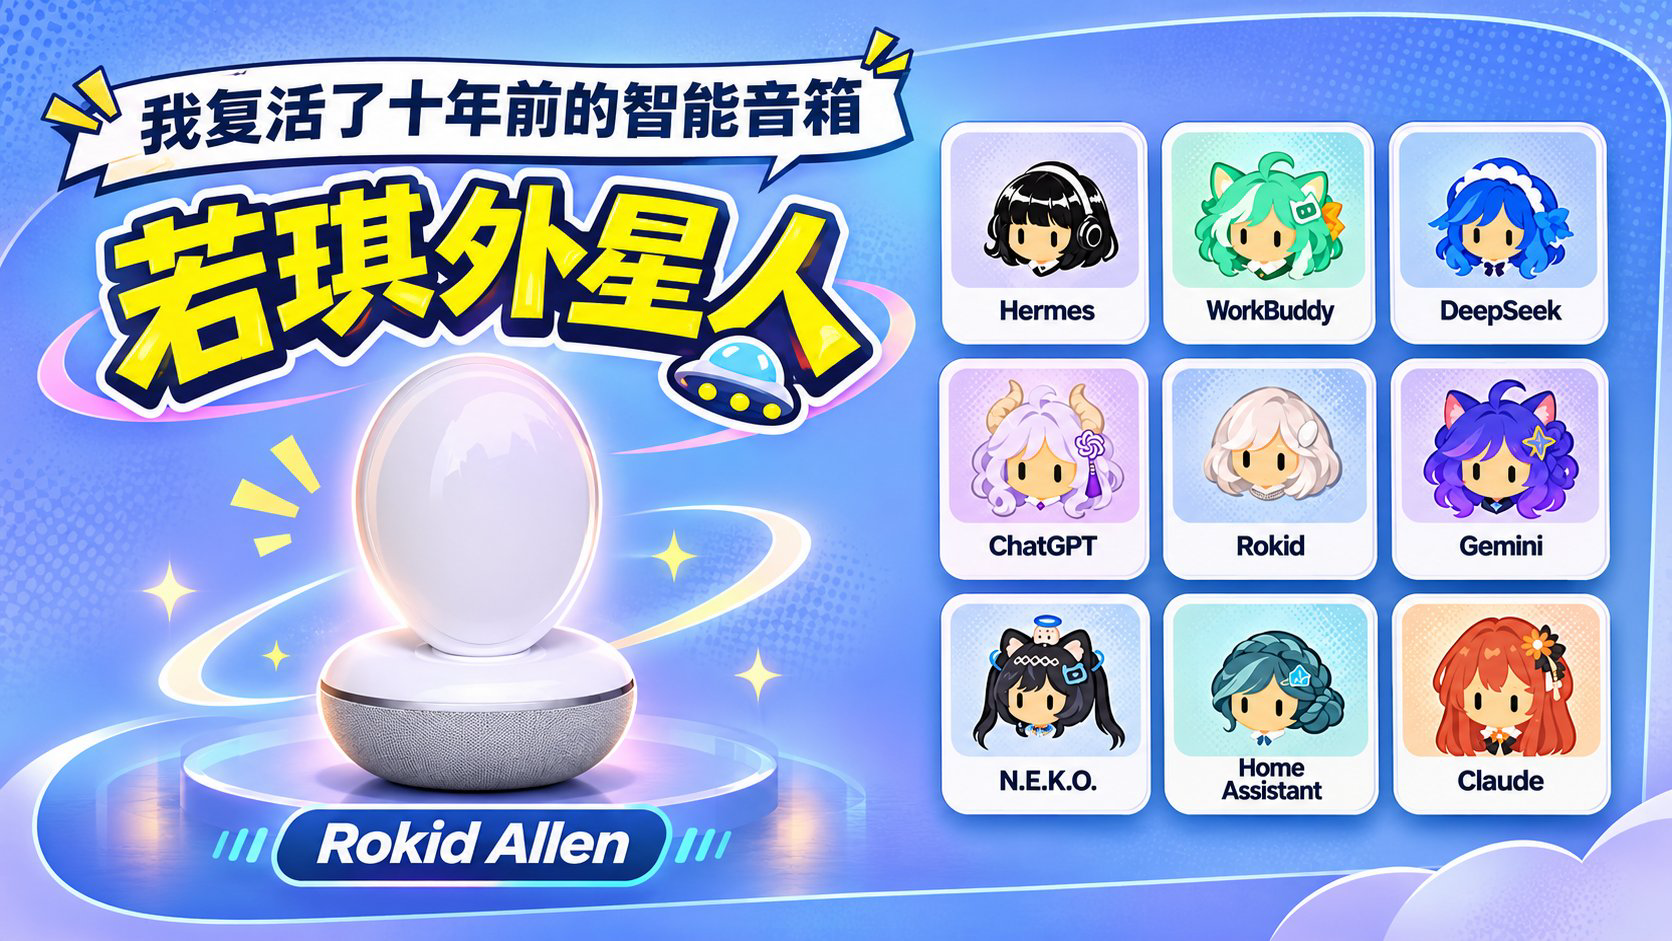 我复活了十年前的智能音箱
若琪外星人
Rokid Allen
Hermes
WorkBuddy
DeepSeek
ChatGPT
Rokid
Gemini
N.E.K.O.
Home
Assistant
Claude